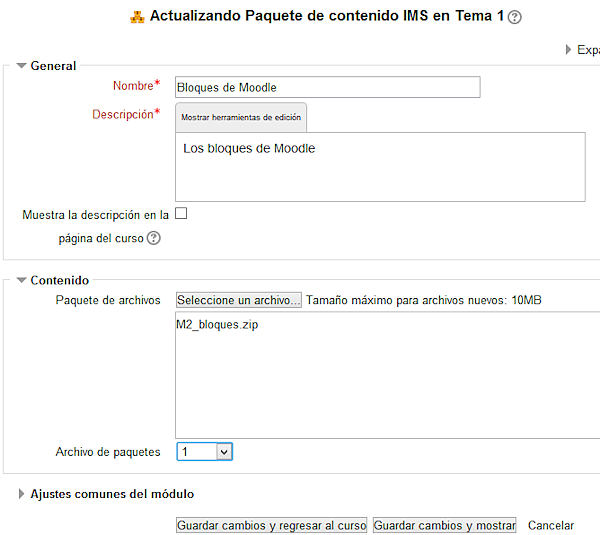 Actualizando Paquete de contenido IMS en Tema 1
Expa
General
Nombre*
Bloques de Moodle
Descripción*
Mostrar herramientas de edición
Los bloques de Moodle
Muestra la descripción en la
página del curso
Contenido
Paquete de archivos
Seleccione un archivo... Tamaño máximo para archivos nuevos: 10MB
M2_bloques.zip
Archivo de paquetes
1
Ajustes comunes del módulo
Guardar cambios y regresar al curso Guardar cambios y mostrar Cancelar